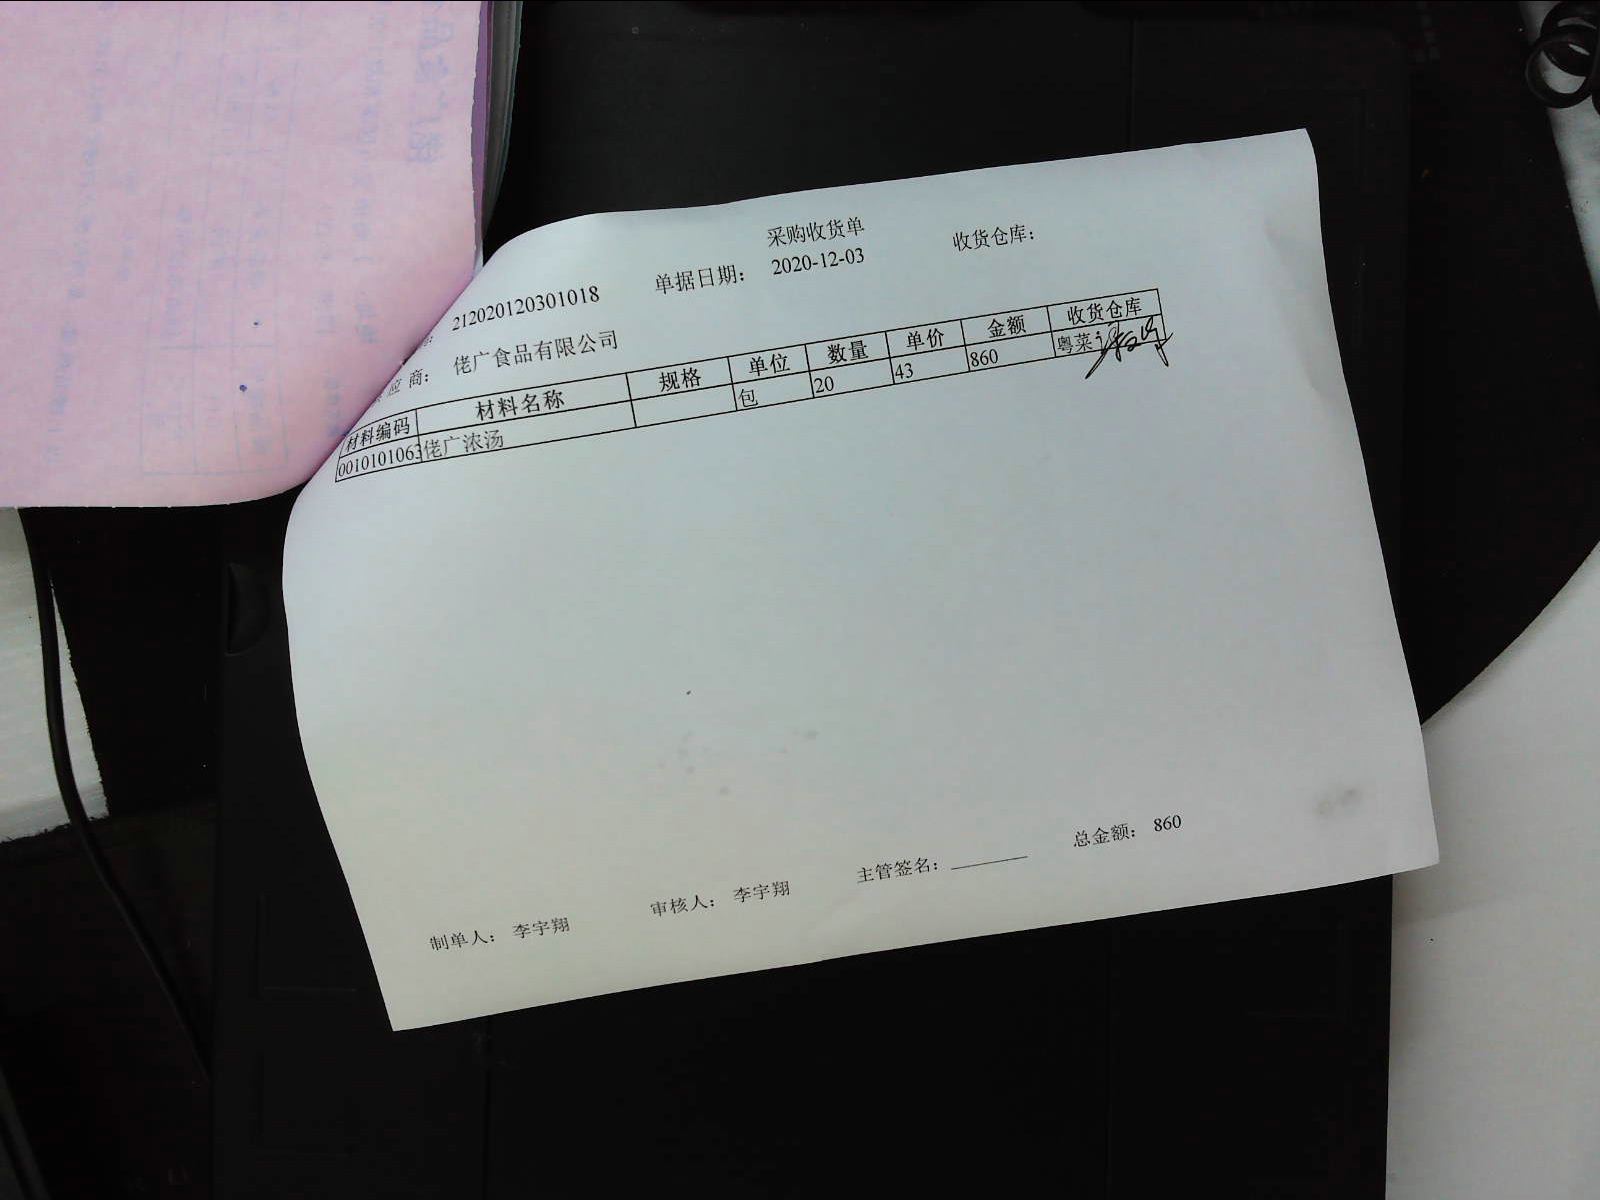 采购收货单
212020120301018 单据日期： 2020-12-03 收货仓库：
应 商： 佬广食品有限公司
材料编码 材料名称 规格 单位 数量 单价 金额 收货仓库
0010101063 佬广浓汤 包 20 43 860 粤菜
制单人： 李宇翔 审核人： 李宇翔 主管签名： 总金额： 860